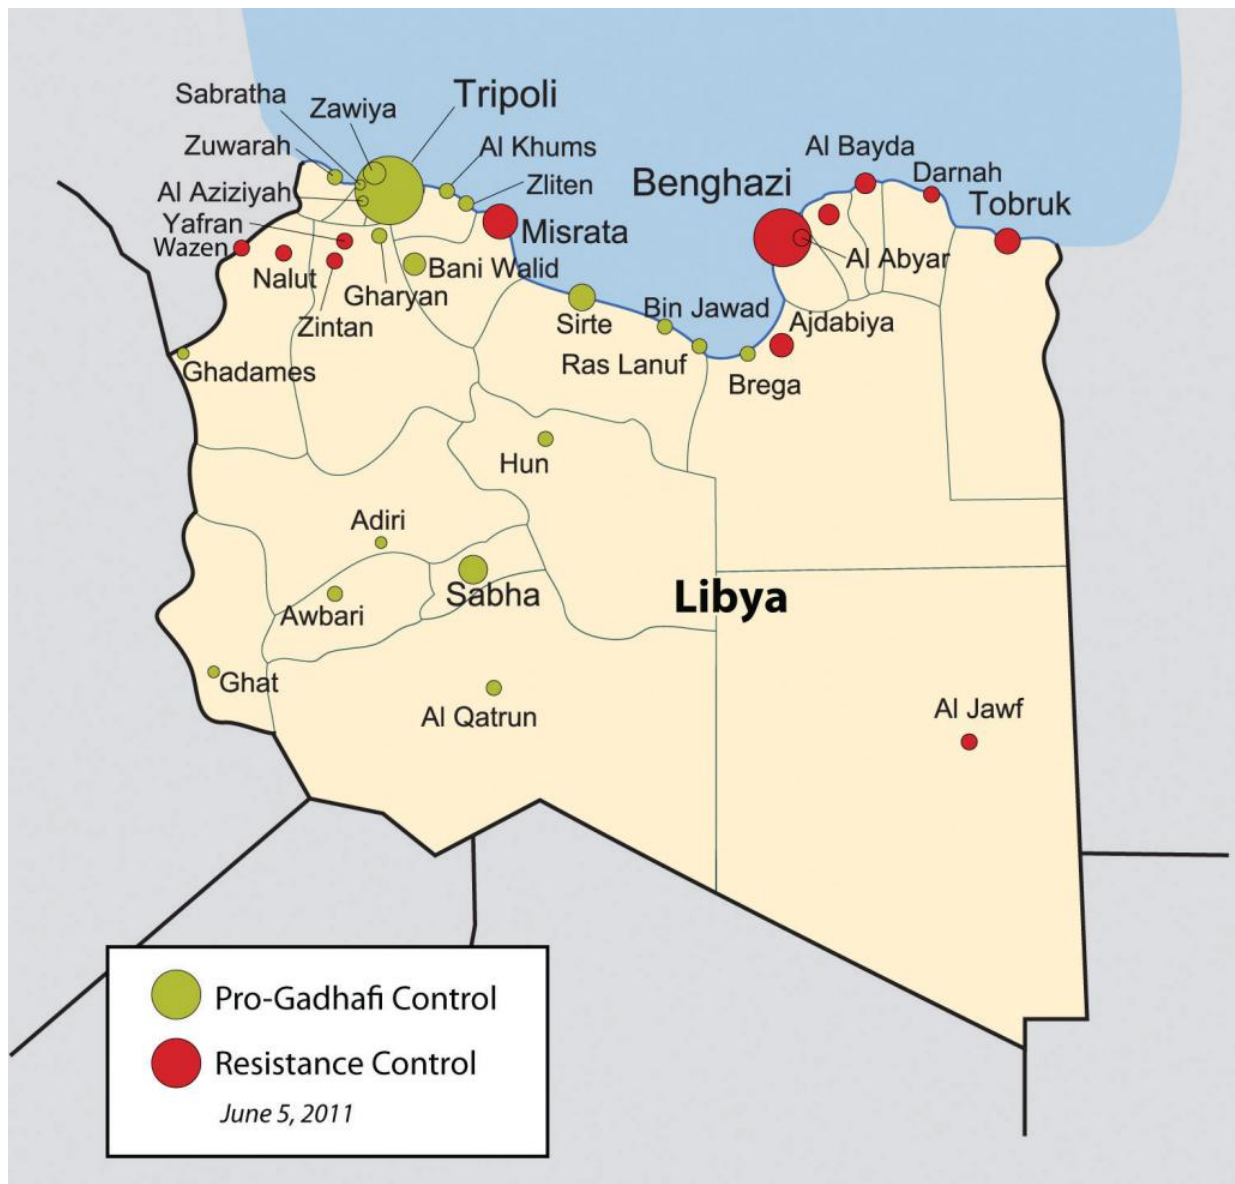 Sabratha
Zawiya
Tripoli
Zuwarah
Al Khums
Al Bayda
Darnah
Al Aziziyah
Zliten
Benghazi
Tobruk
Yafran
Misrata
Wazen
Al Abyar
Nalut
Bani Walid
Gharyan
Bin Jawad
Zintan
Sirte
Ajdabiya
Ghadames
Ras Lanuf
Brega
Hun
Adiri
Sabha
Libya
Awbari
Ghat
Al Qatrun
Al Jawf
Pro-Gadhafi Control
Resistance Control
June 5, 2011